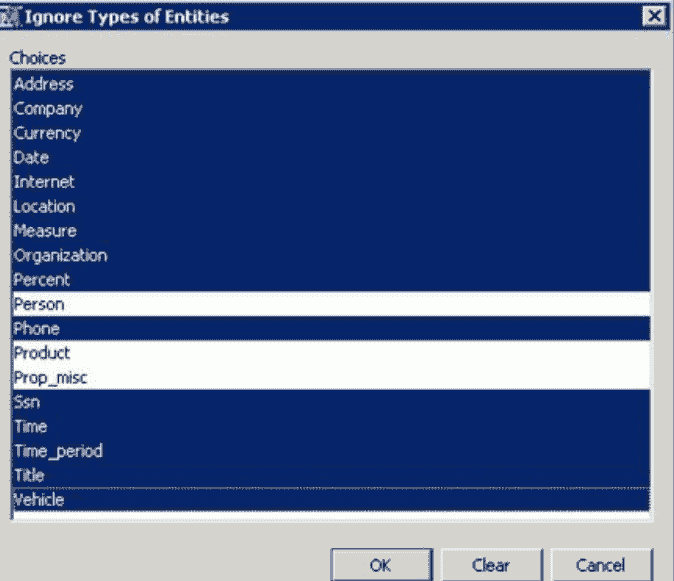 Ignore Types of Entities
Choices
Address
Company
Currency
Date
Internet
Location
Measure
Organization
Percent
Person
Phone
Product
Prop_misc
Ssn
Time
Time_period
Title
Vehicle
OK Clear Cancel